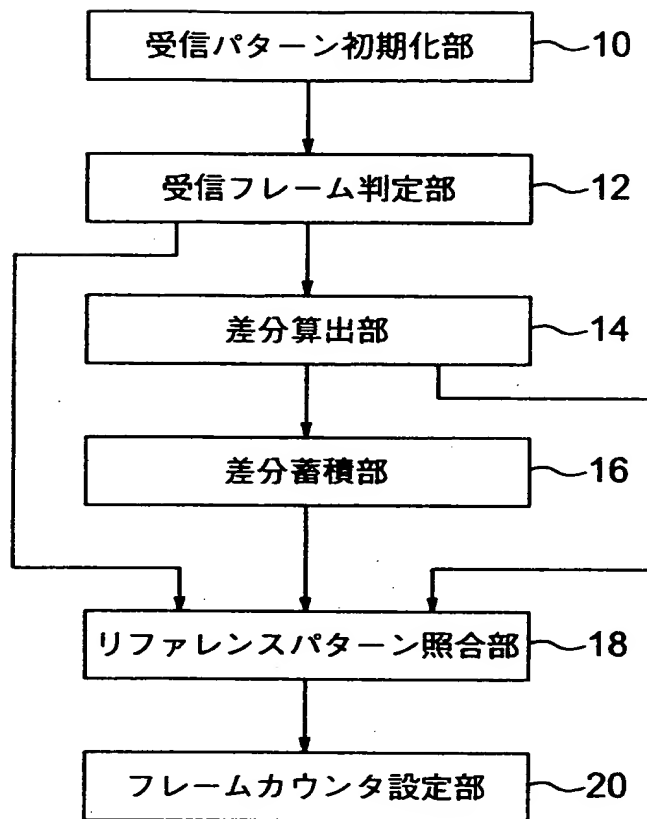 受信パターン初期化部 10
受信フレーム判定部 12
差分算出部 14
差分蓄積部 16
リファレンスパターン照合部 18
フレームカウンタ設定部 20